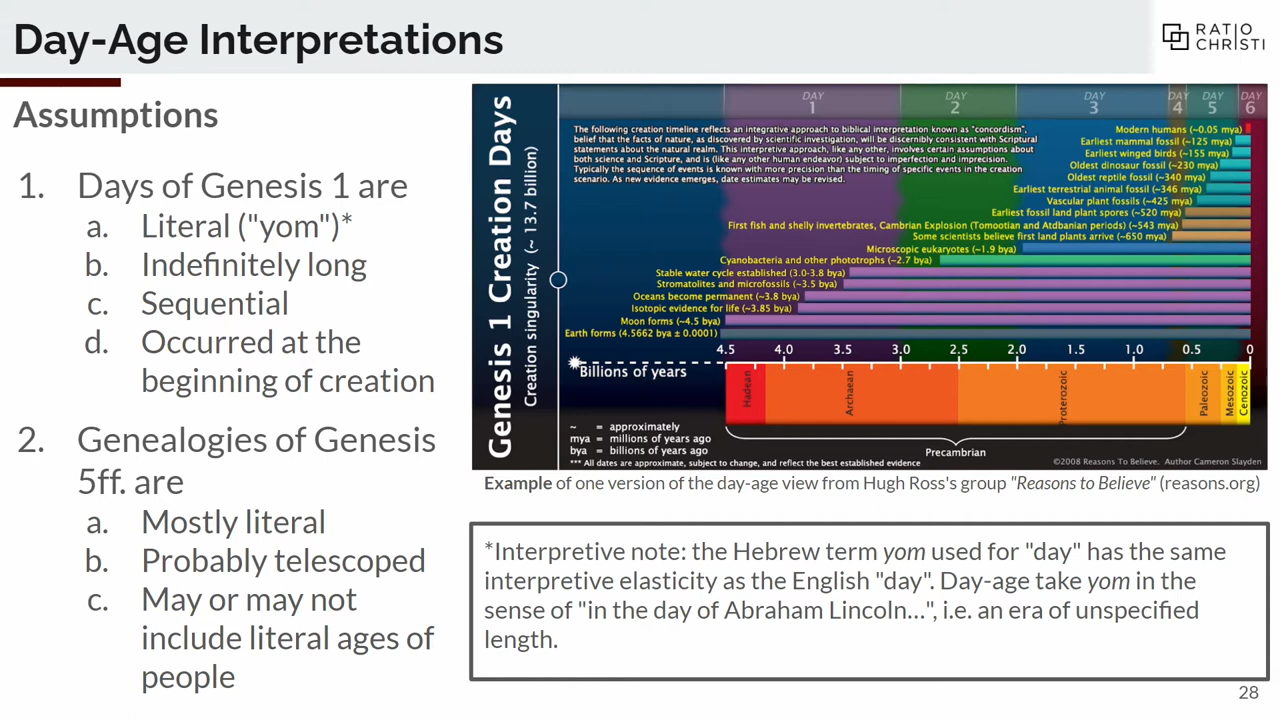 Day-Age Interpretations
RATIO
CHRISTI
Assumptions
1. Days of Genesis 1 are
a. Literal ("yom")*
b. Indefinitely long
c. Sequential
d. Occurred at the
beginning of creation
2. Genealogies of Genesis
5ff. are
a. Mostly literal
b. Probably telescoped
c. May or may not
include literal ages of
people
Genesis 1 Creation Days
Creation singularity (~ 13.7 billion)
DAY 1
DAY 2
DAY 3
DAY 4
DAY 5
DAY 6
The following creation timeline reflects an integrative approach to biblical interpretation known as "concordism",
belief that the facts of nature, as discovered by scientific investigation, will be discernibly consistent with Scriptural
statements about the natural realm. This interpretive approach, like any other, involves certain assumptions about
both science and Scripture, and is (like any other human endeavor) subject to imperfection and imprecision.
Typically the sequence of events is known with more precision than the timing of specific events in the creation
scenario. As new evidence emerges, date estimates may be revised.
Modern humans (~0.05 mya)
Earliest mammal fossil (~125 mya)
Earliest winged birds (~155 mya)
Oldest dinosaur fossil (~230 mya)
Oldest reptile fossil (~340 mya)
Earliest terrestrial animal fossil (~346 mya)
Vascular plant fossils (~425 mya)
Earliest fossil land plant spores (~520 mya)
First fish and shelly invertebrates, Cambrian Explosion (Tomootian and Atdbanian periods) (~543 mya)
Some scientists believe first land plants arrive (~650 mya)
Microscopic eukaryotes (~1.9 bya)
Cyanobacteria and other phototrophs (~2.7 bya)
Stable water cycle established (3.0-3.8 bya)
Stromatolites and microfossils (~3.5 bya)
Oceans become permanent (~3.8 bya)
Isotopic evidence for life (~3.85 bya)
Moon forms (~4.5 bya)
Earth forms (4.5662 bya ± 0.0001)
4.5 4.0 3.5 3.0 2.5 2.0 1.5 1.0 0.5 0
Billions of years
Hadean
Archaean
Proterozoic
Paleozoic
Mesozoic
Cenozoic
~ = approximately
mya = millions of years ago
bya = billions of years ago
*** All dates are approximate, subject to change, and reflect the best established evidence
Precambrian
©2008 Reasons To Believe. Author Cameron Slayden
Example of one version of the day-age view from Hugh Ross's group "Reasons to Believe" (reasons.org)
*Interpretive note: the Hebrew term yom used for "day" has the same
interpretive elasticity as the English "day". Day-age take yom in the
sense of "in the day of Abraham Lincoln...", i.e. an era of unspecified
length.
28